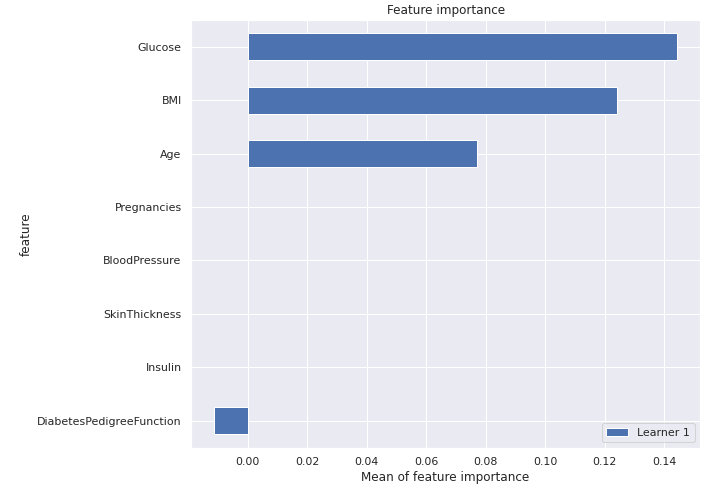 Feature importance
Glucose
BMI
Age
Pregnancies
BloodPressure
SkinThickness
Insulin
DiabetesPedigreeFunction
feature
Learner 1
0.00 0.02 0.04 0.06 0.08 0.10 0.12 0.14
Mean of feature importance